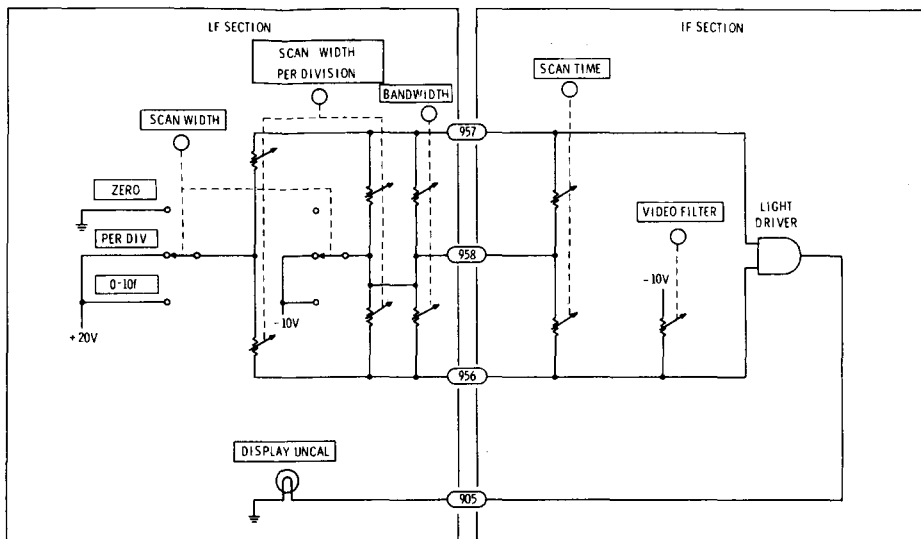 LF SECTION
IF SECTION
SCAN WIDTH
PER DIVISION
SCAN TIME
BANDWIDTH
SCAN WIDTH
957
ZERO
VIDEO FILTER
LIGHT
DRIVER
PER DIV
958
0-10f
-10V
-10V
+20V
956
DISPLAY UNCAL
905